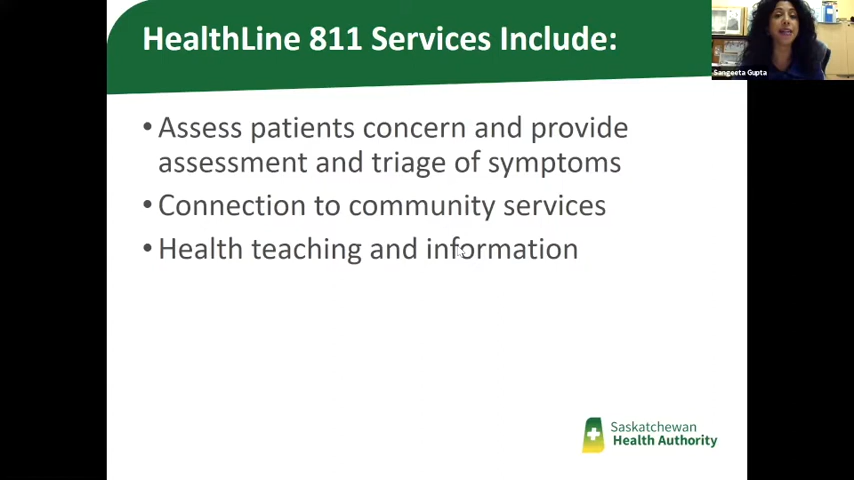 HealthLine 811 Services Include:
Sangeeta Gupta
• Assess patients concern and provide
assessment and triage of symptoms
• Connection to community services
• Health teaching and information
Saskatchewan
Health Authority